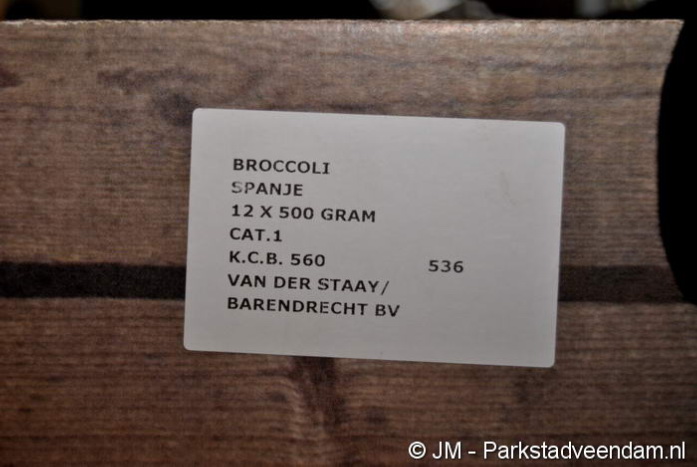 BROCCOLI
SPANJE
12 X 500 GRAM
CAT.1
K.C.B. 560 536
VAN DER STAAY/
BARENDRECHT BV
© JM - Parkstadveendam.nl